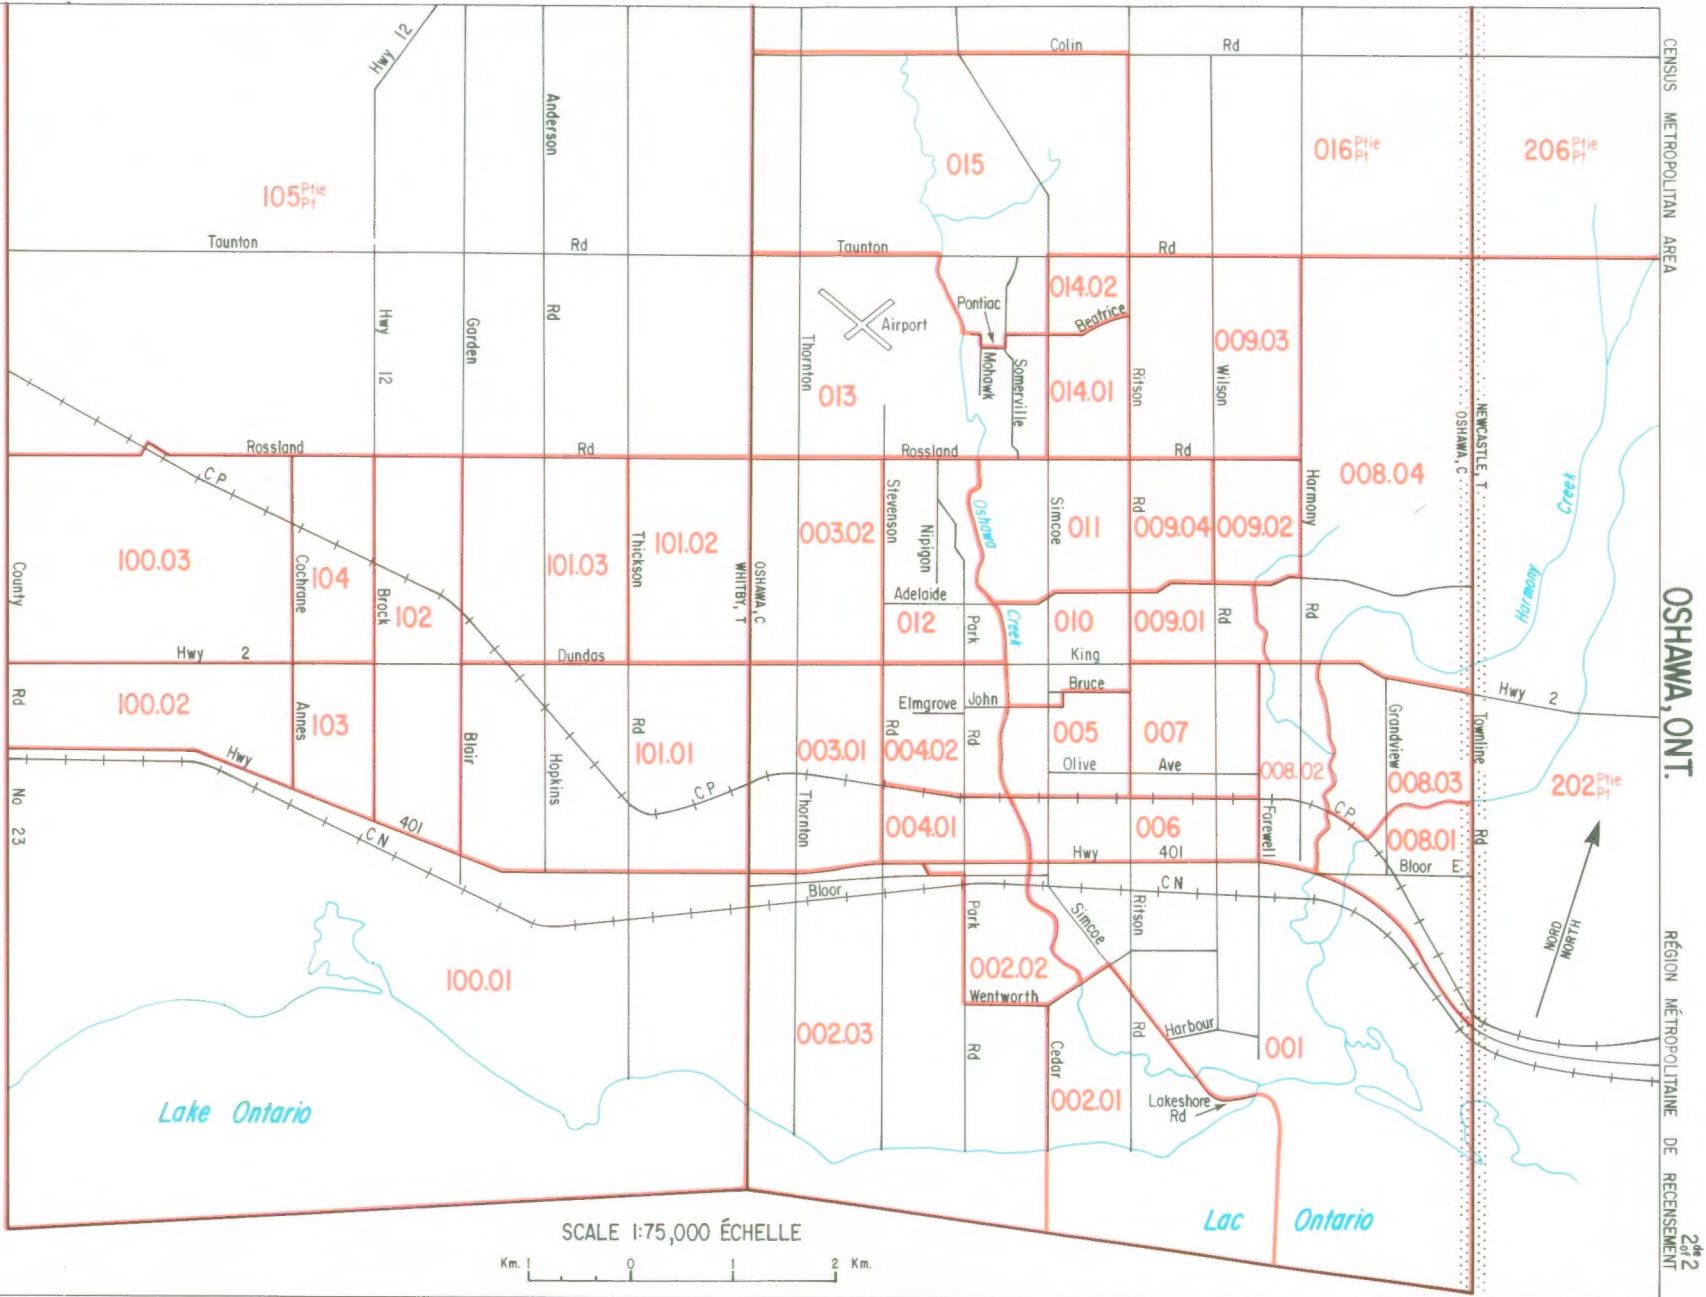 CENSUS METROPOLITAN AREA
OSHAWA, ONT.
RÉGION MÉTROPOLITAINE DE RECENSEMENT
2 de 2
of
Hwy 12
Colin Rd
Anderson Rd
015
016 Ptie Pt
206 Ptie Pt
105 Ptie Pt
Taunton Rd
Taunton Rd
014.02
Pontiac
Beatrice
Airport
Hwy 12
Garden
Thornton
009.03
Mohawk
Somerville
014.01
Ritson Rd
Wilson Rd
013
NEWCASTLE, T
OSHAWA, C
Rossland Rd
Rossland Rd
CP
008.04
Harmony Rd
Creek
Harmony
Stevenson Rd
Nipigon
Oshawa Creek
Simcoe
011
009.04
009.02
003.02
101.02
101.03
Thickson Rd
OSHAWA, C
WHITBY, T
100.03
104
Cochrane
Brock
102
County Rd No 23
Adelaide
012
Park Rd
010
009.01
Hwy 2
Dundas
King
Hwy 2
100.02
Annes
103
Blair
Hopkins
101.01
003.01
Elmgrove
John
Bruce
004.02
005
007
Olive Ave
008.02
Grandview
008.03
Townline Rd
202 Ptie Pt
Hwy 401
CN
CP
Thornton
004.01
006
Farewell
CP
008.01
Hwy 401
Bloor E
Bloor
CN
NORD
NORTH
Park Rd
Simcoe
Ritson Rd
100.01
002.02
Wentworth
002.03
Harbour
001
Cedar
002.01
Lakeshore
Rd
Lake Ontario
Lac Ontario
SCALE 1:75,000 ÉCHELLE
Km. 1 0 1 2 Km.